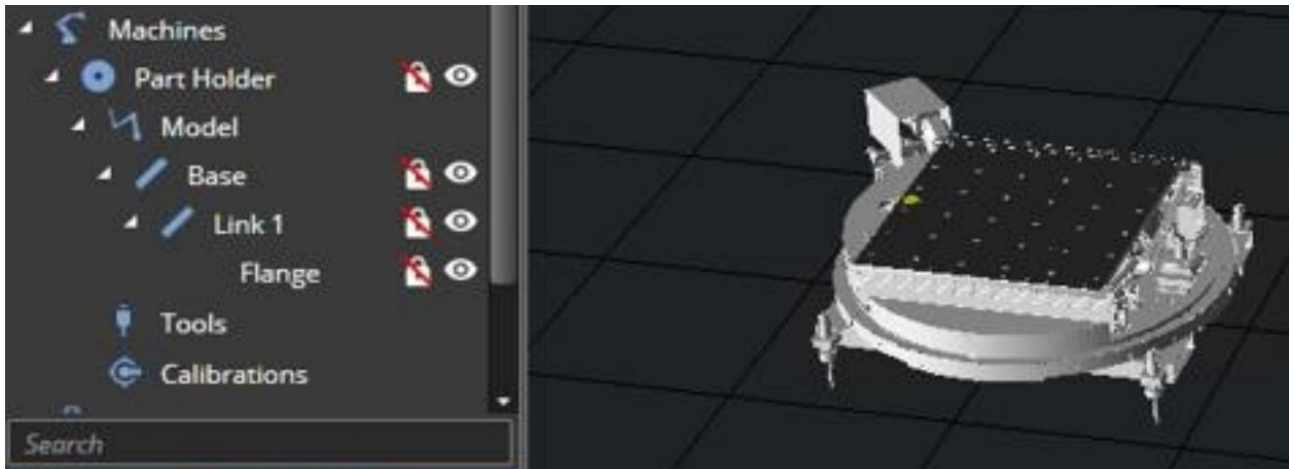 Machines
Part Holder
Model
Base
Link 1
Flange
Tools
Calibrations
Search